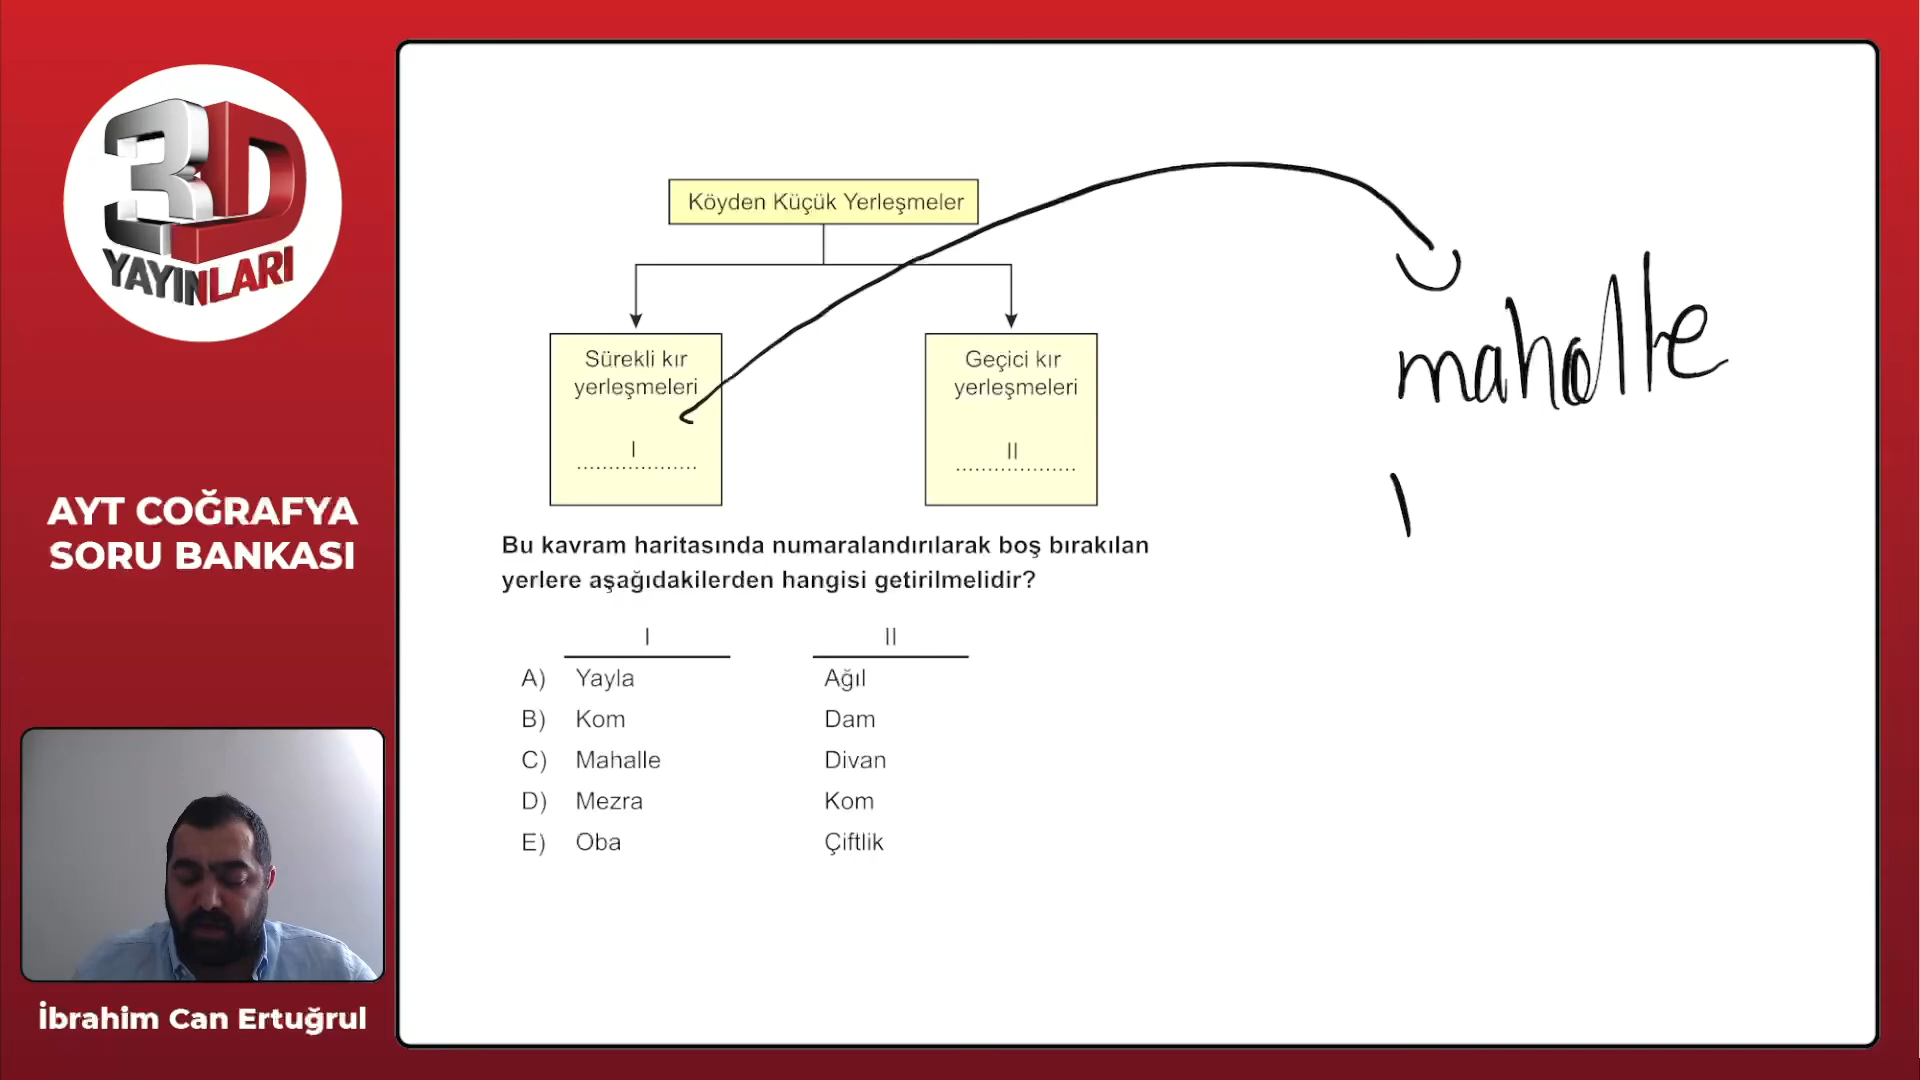 3D
YAYINLARI
AYT COĞRAFYA
SORU BANKASI
İbrahim Can Ertuğrul
Köyden Küçük Yerleşmeler
Sürekli kır
yerleşmeleri
I
....................
Geçici kır
yerleşmeleri
II
....................
mahalle
Bu kavram haritasında numaralandırılarak boş bırakılan
yerlere aşağıdakilerden hangisi getirilmelidir?
I II
A) Yayla Ağıl
B) Kom Dam
C) Mahalle Divan
D) Mezra Kom
E) Oba Çiftlik